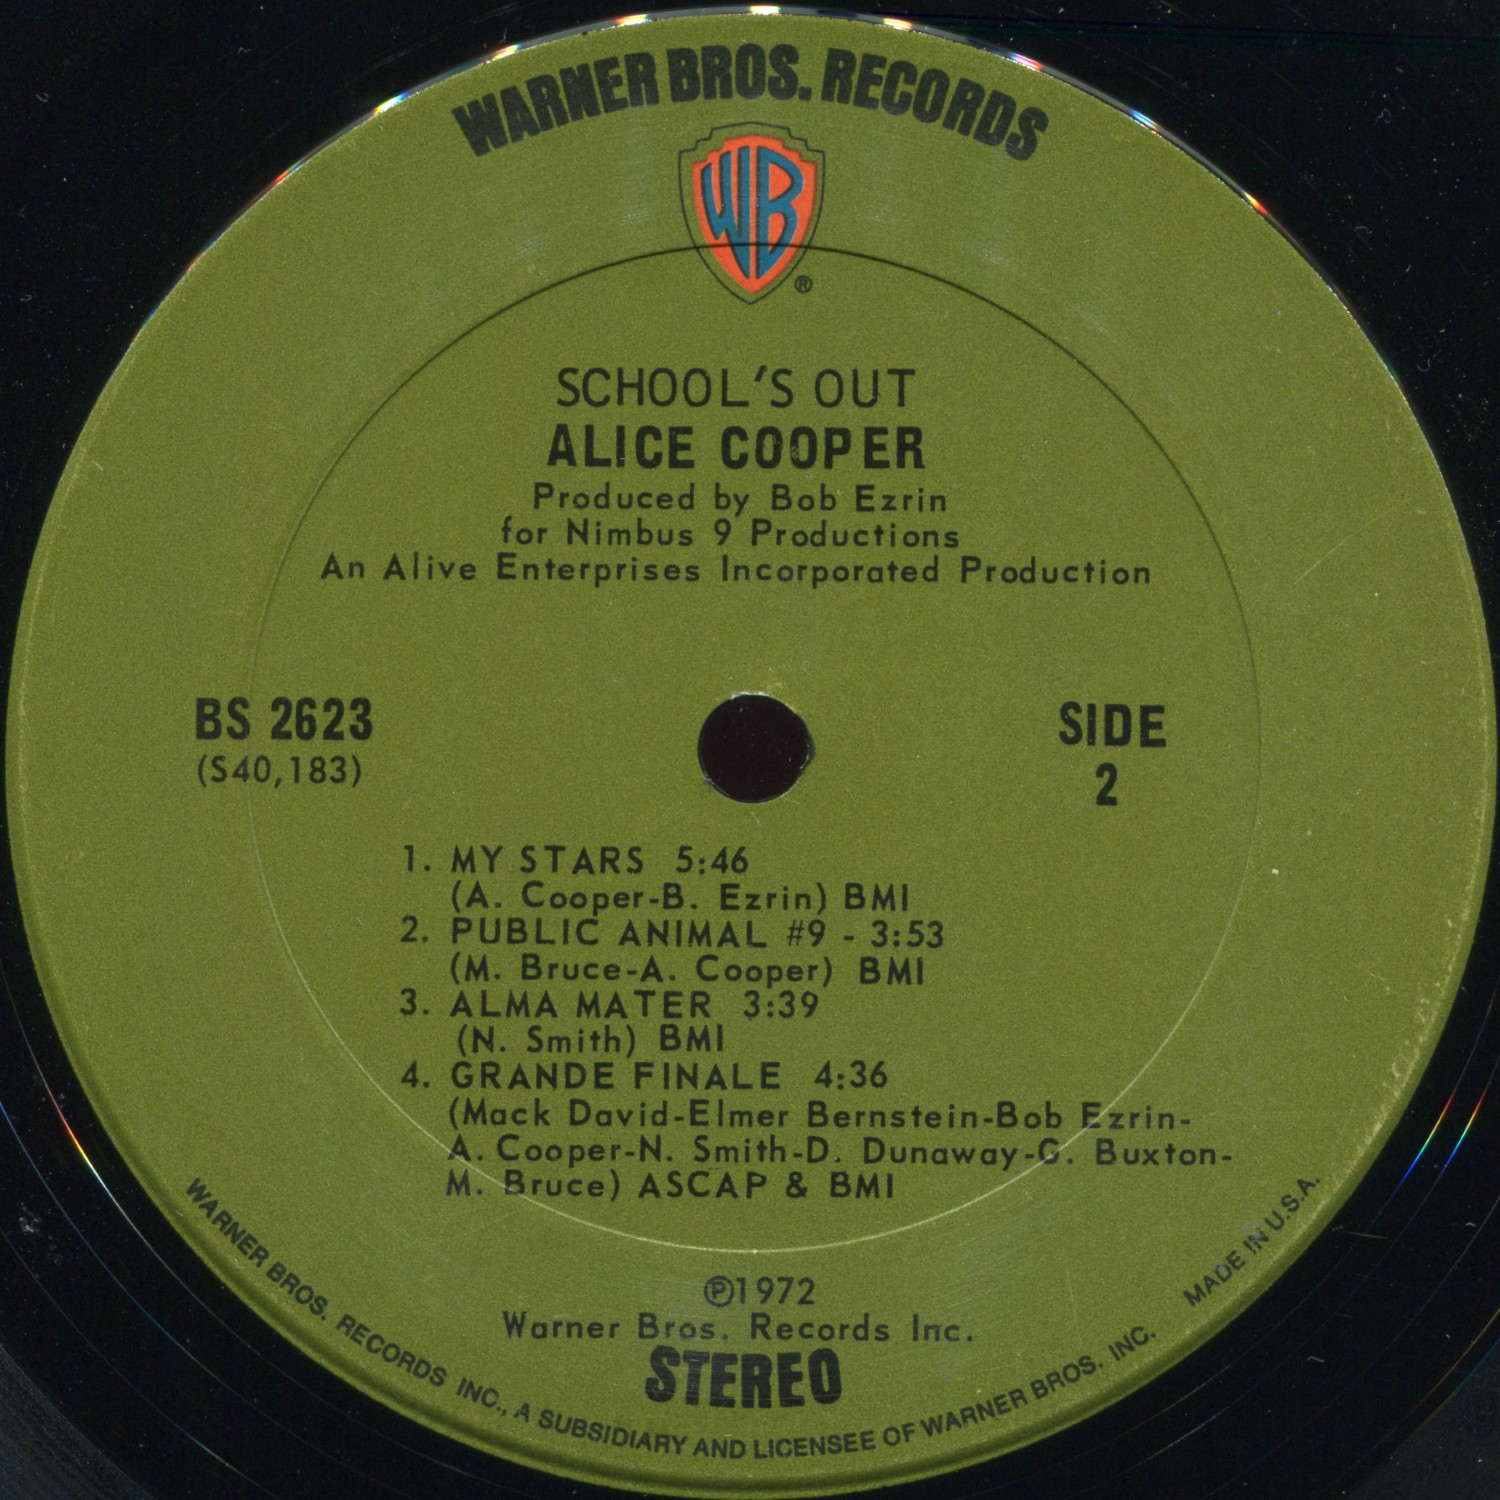 WARNER BROS. RECORDS
WB
®
SCHOOL'S OUT
ALICE COOPER
Produced by Bob Ezrin
for Nimbus 9 Productions
An Alive Enterprises Incorporated Production
BS 2623
(S40,183)
SIDE
2
1. MY STARS 5:46
(A. Cooper-B. Ezrin) BMI
2. PUBLIC ANIMAL #9 - 3:53
(M. Bruce-A. Cooper) BMI
3. ALMA MATER 3:39
(N. Smith) BMI
4. GRANDE FINALE 4:36
(Mack David-Elmer Bernstein-Bob Ezrin-
A. Cooper-N. Smith-D. Dunaway-G. Buxton-
M. Bruce) ASCAP & BMI
℗1972
Warner Bros. Records Inc.
STEREO
WARNER BROS. RECORDS INC., A SUBSIDIARY AND LICENSEE OF WARNER BROS. INC.
MADE IN U.S.A.